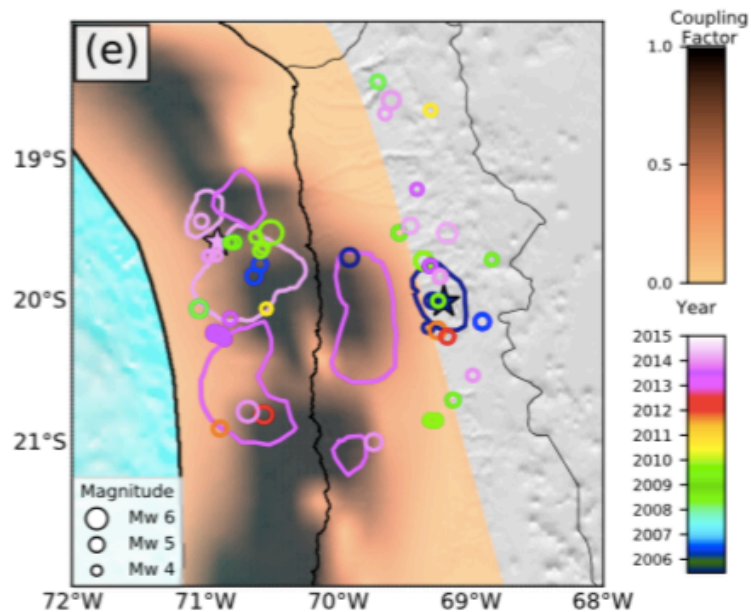 (e)
Coupling
Factor
1.0
0.5
0.0
19°S
20°S
21°S
Year
2015
2014
2013
2012
2011
2010
2009
2008
2007
2006
Magnitude
Mw 6
Mw 5
Mw 4
72°W
71°W
70°W
69°W
68°W